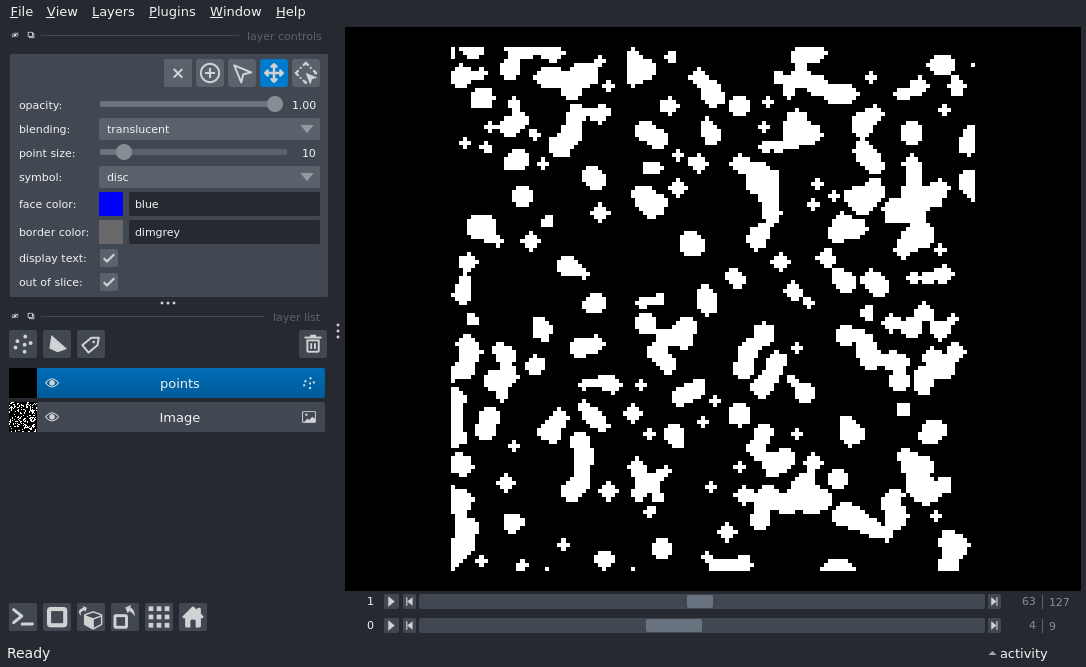 File View Layers Plugins Window Help
layer controls
opacity: 1.00
blending: translucent
point size: 10
symbol: disc
face color: blue
border color: dimgrey
display text:
out of slice:
layer list
points
Image
1 63 127
0 4 9
Ready activity